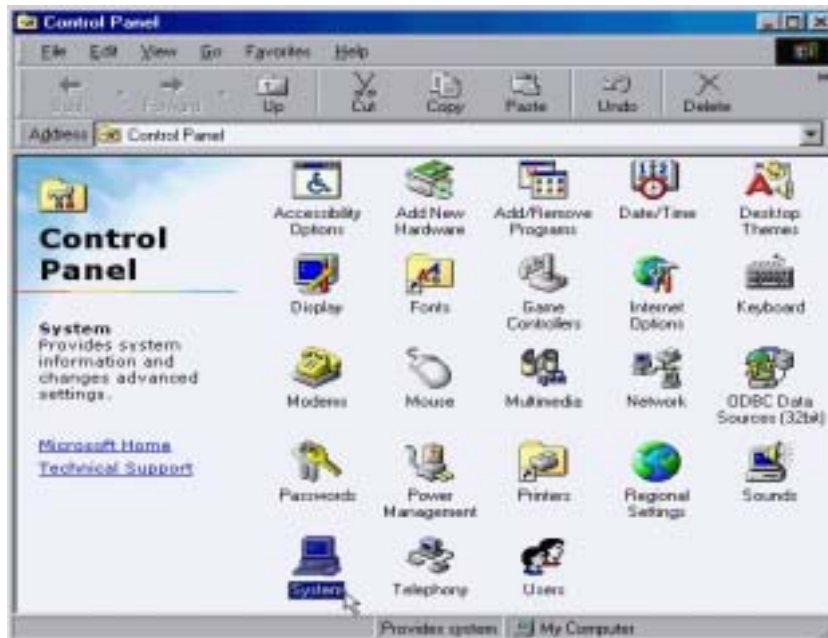 Control Panel
File Edit View Go Favorites Help
Back Forward Up Cut Copy Paste Undo Delete
Address Control Panel
Control
Panel
System
Provides system
information and
changes advanced
settings.
Microsoft Home
Technical Support
Accessibility
Options
Add New
Hardware
Add/Remove
Programs
Date/Time
Desktop
Themes
Display
Fonts
Game
Controllers
Internet
Options
Keyboard
Modems
Mouse
Multimedia
Network
ODBC Data
Sources (32bit)
Passwords
Power
Management
Printers
Regional
Settings
Sounds
System
Telephony
Users
Provides system My Computer